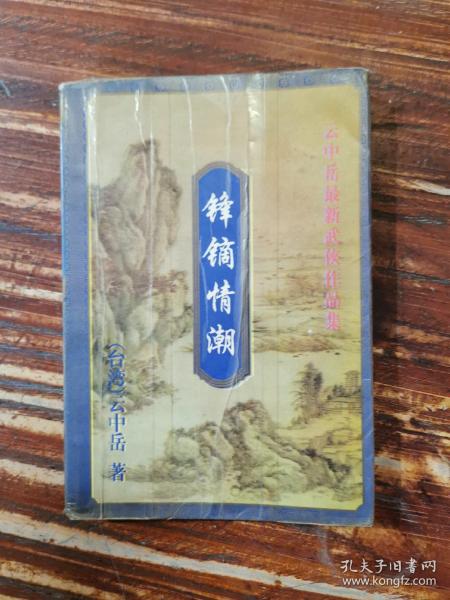 云中岳最新武侠作品集
锋镝情潮
(台湾)云中岳 著
孔夫子旧书网
www.kongfz.com